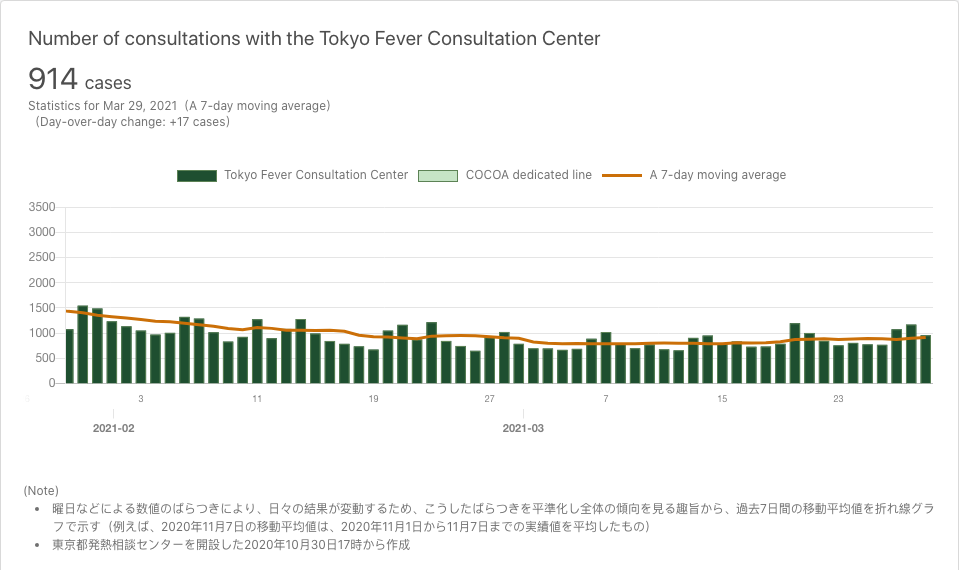 Number of consultations with the Tokyo Fever Consultation Center
914 cases
Statistics for Mar 29, 2021（A 7-day moving average）
（Day-over-day change: +17 cases）
Tokyo Fever Consultation Center COCOA dedicated line A 7-day moving average
3500
3000
2500
2000
1500
1000
500
0
3 11 19 27 7 15 23
2021-02 2021-03
(Note)
• 曜日などによる数値のばらつきにより、日々の結果が変動するため、こうしたばらつきを平準化し全体の傾向を見る趣旨から、過去7日間の移動平均値を折れ線グラ
フで示す（例えば、2020年11月7日の移動平均値は、2020年11月1日から11月7日までの実績値を平均したもの）
• 東京都発熱相談センターを開設した2020年10月30日17時から作成